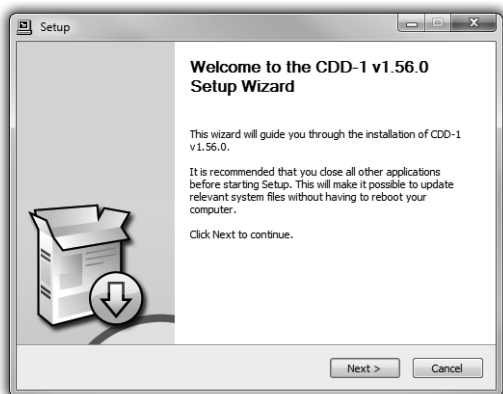 Setup
Welcome to the CDD-1 v1.56.0
Setup Wizard
This wizard will guide you through the installation of CDD-1
v1.56.0.
It is recommended that you close all other applications
before starting Setup. This will make it possible to update
relevant system files without having to reboot your
computer.
Click Next to continue.
Next >
Cancel